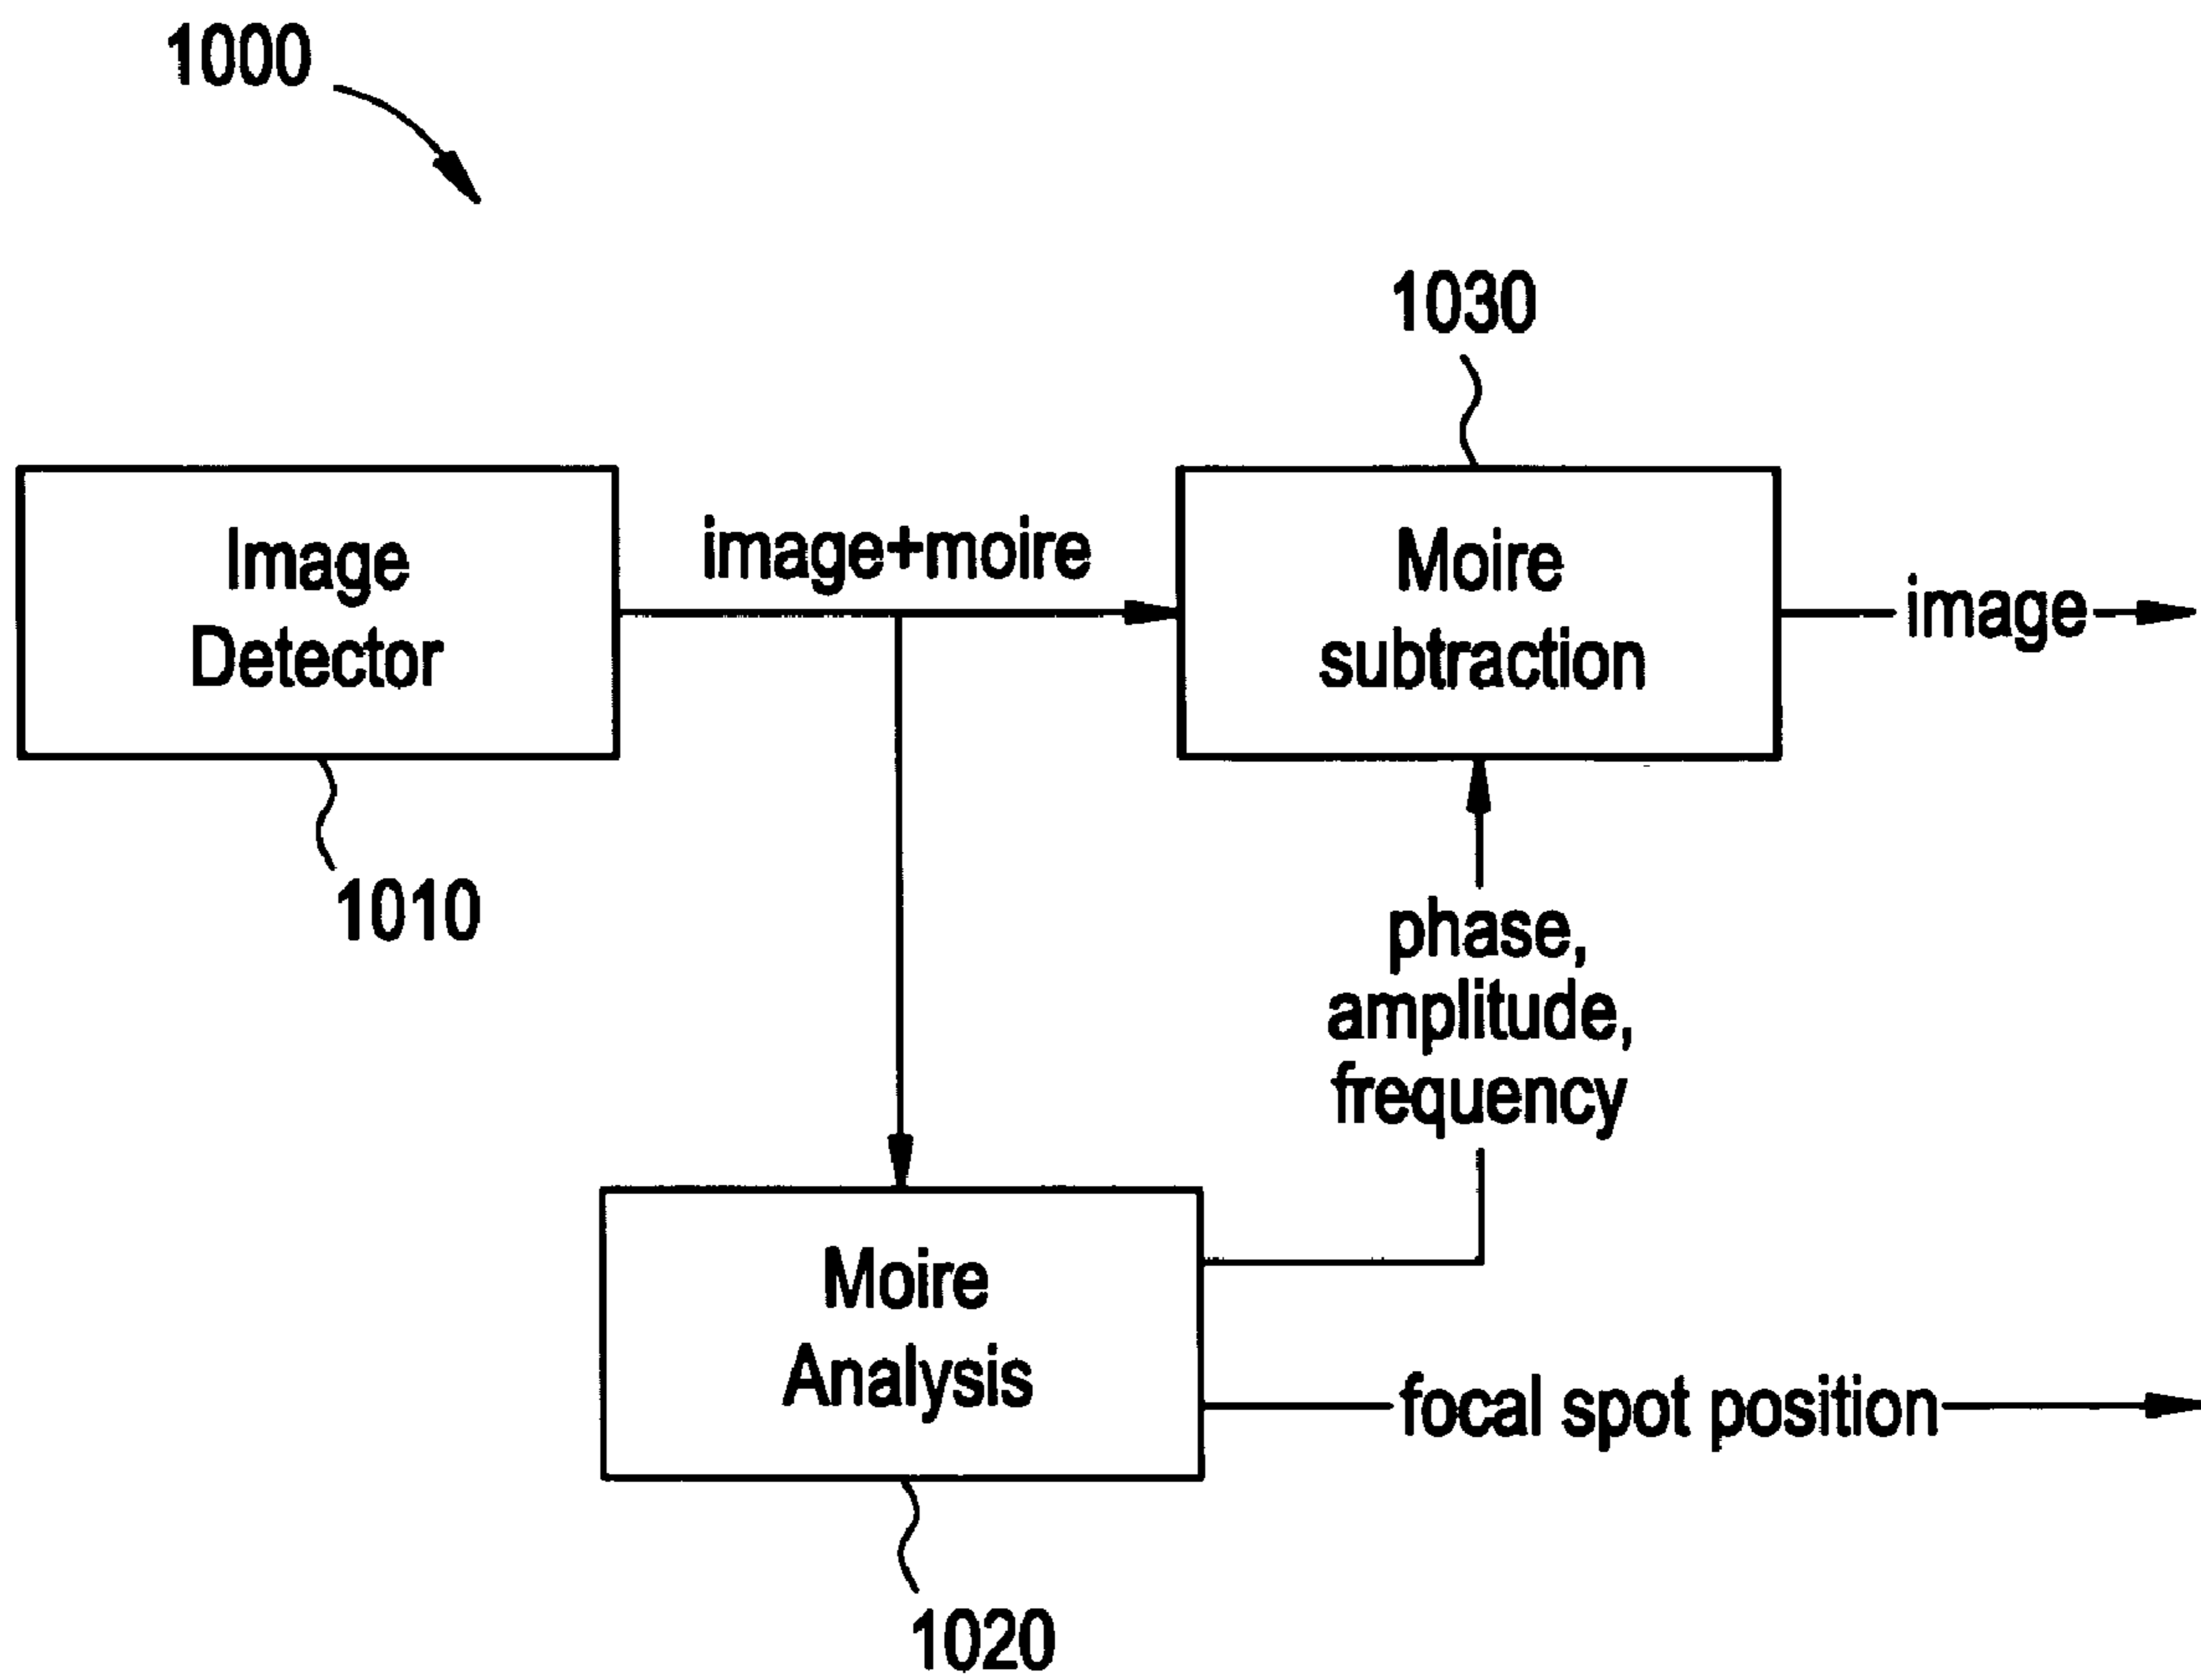 1000
1030
Image
Detector
image+moire
Moire
subtraction
image
1010
phase,
amplitude,
frequency
Moire
Analysis
focal spot position
1020